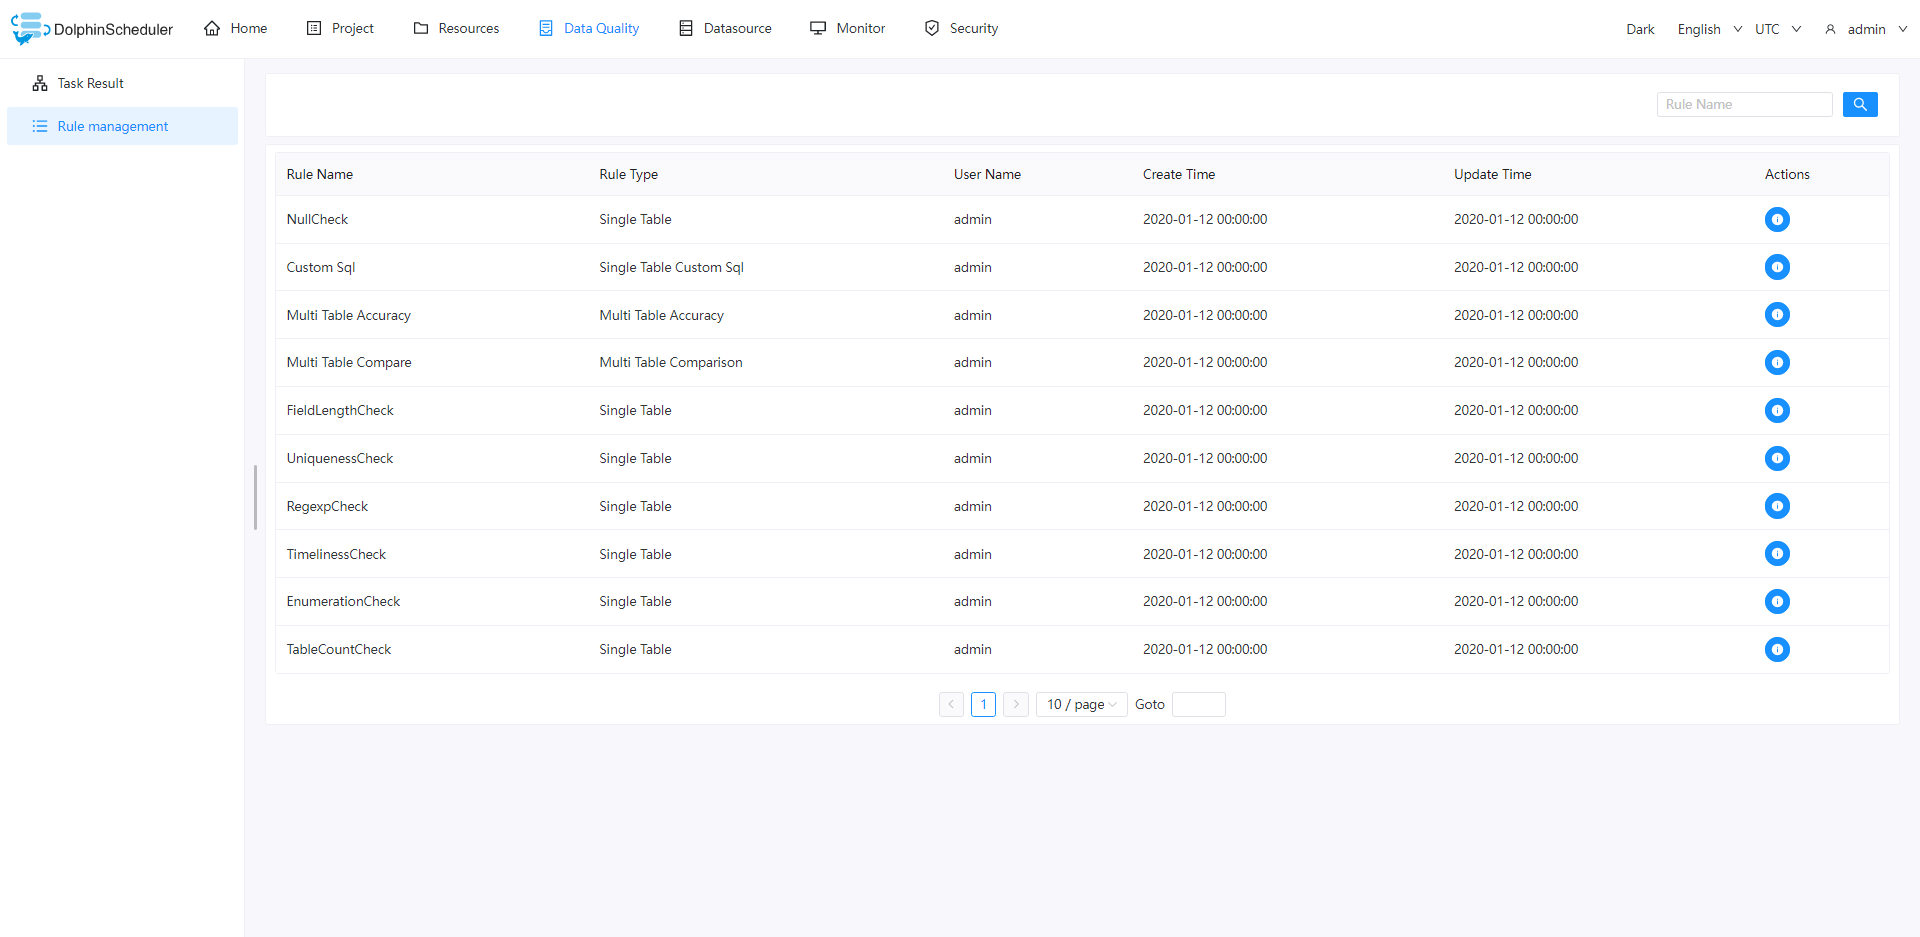 DolphinScheduler Home Project Resources Data Quality Datasource Monitor Security Dark English UTC admin
Task Result
Rule management
Rule Name
Rule Name Rule Type User Name Create Time Update Time Actions
NullCheck Single Table admin 2020-01-12 00:00:00 2020-01-12 00:00:00
Custom Sql Single Table Custom Sql admin 2020-01-12 00:00:00 2020-01-12 00:00:00
Multi Table Accuracy Multi Table Accuracy admin 2020-01-12 00:00:00 2020-01-12 00:00:00
Multi Table Compare Multi Table Comparison admin 2020-01-12 00:00:00 2020-01-12 00:00:00
FieldLengthCheck Single Table admin 2020-01-12 00:00:00 2020-01-12 00:00:00
UniquenessCheck Single Table admin 2020-01-12 00:00:00 2020-01-12 00:00:00
RegexpCheck Single Table admin 2020-01-12 00:00:00 2020-01-12 00:00:00
TimelinessCheck Single Table admin 2020-01-12 00:00:00 2020-01-12 00:00:00
EnumerationCheck Single Table admin 2020-01-12 00:00:00 2020-01-12 00:00:00
TableCountCheck Single Table admin 2020-01-12 00:00:00 2020-01-12 00:00:00
1 10 / page Goto